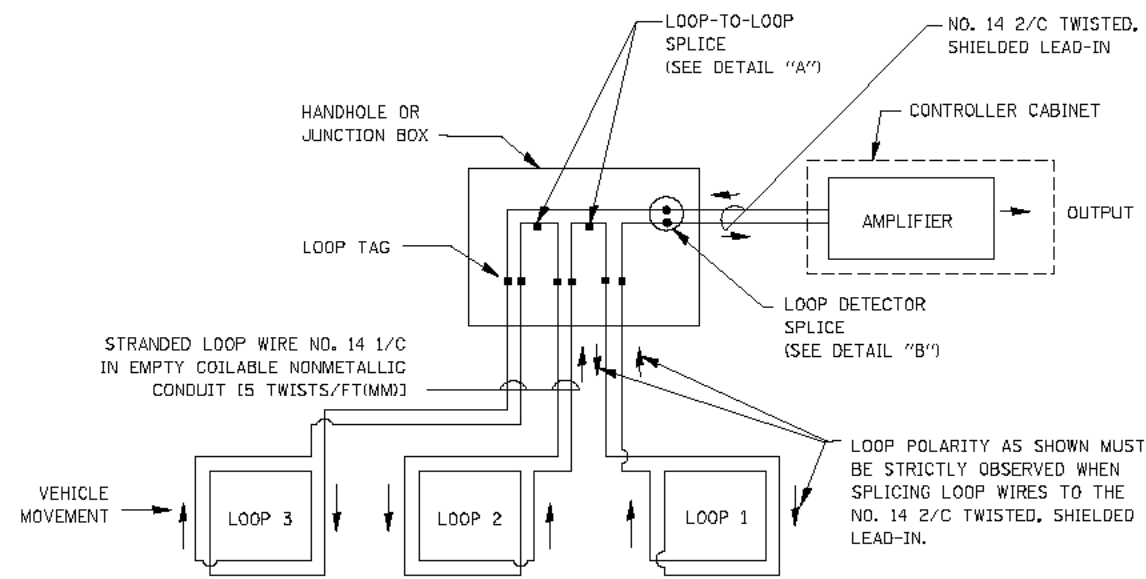 LOOP-TO-LOOP
SPLICE
(SEE DETAIL "A")
NO. 14 2/C TWISTED,
SHIELDED LEAD-IN
HANDHOLE OR
JUNCTION BOX
CONTROLLER CABINET
AMPLIFIER
OUTPUT
LOOP TAG
LOOP DETECTOR
SPLICE
(SEE DETAIL "B")
STRANDED LOOP WIRE NO. 14 1/C
IN EMPTY COILABLE NONMETALLIC
CONDUIT [5 TWISTS/FT(MM)]
LOOP POLARITY AS SHOWN MUST
BE STRICTLY OBSERVED WHEN
SPLICING LOOP WIRES TO THE
NO. 14 2/C TWISTED, SHIELDED
LEAD-IN.
VEHICLE
MOVEMENT
LOOP 3
LOOP 2
LOOP 1